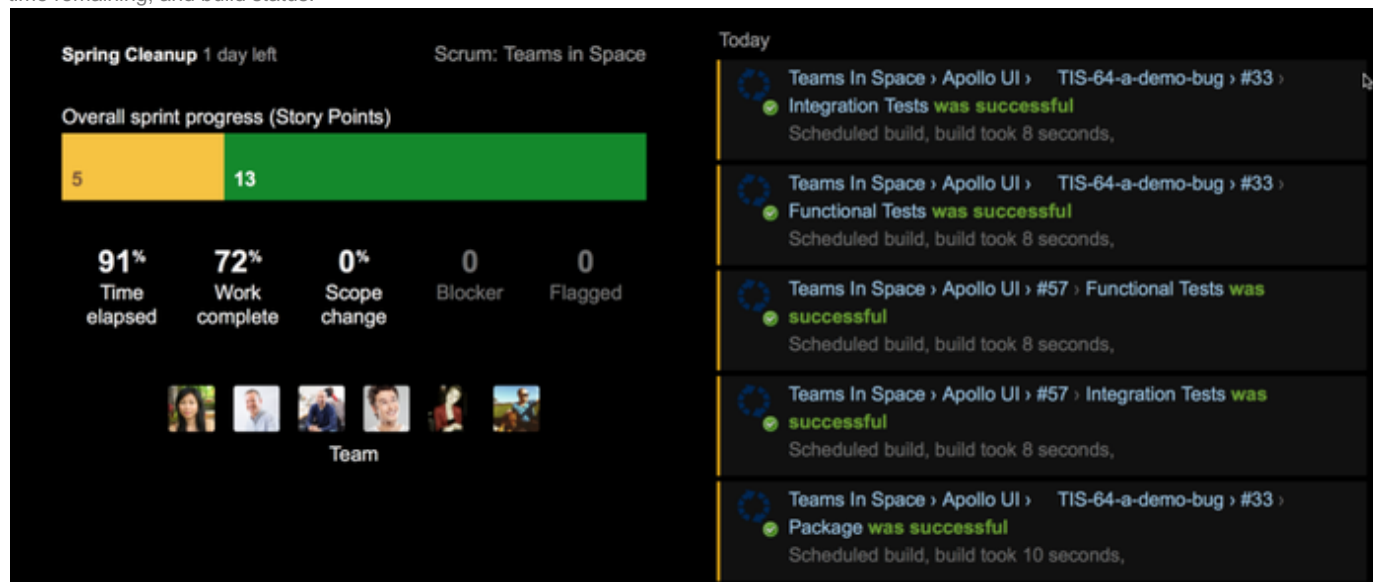 time remaining, and build status.
Spring Cleanup 1 day left
Scrum: Teams in Space
Overall sprint progress (Story Points)
5
13
91%
72%
0%
0
0
Time
elapsed
Work
complete
Scope
change
Blocker
Flagged
Team
Today
Teams In Space › Apollo UI › TIS-64-a-demo-bug › #33 ›
Integration Tests was successful
Scheduled build, build took 8 seconds,
Teams In Space › Apollo UI › TIS-64-a-demo-bug › #33 ›
Functional Tests was successful
Scheduled build, build took 8 seconds,
Teams In Space › Apollo UI › #57 › Functional Tests was
successful
Scheduled build, build took 8 seconds,
Teams In Space › Apollo UI › #57 › Integration Tests was
successful
Scheduled build, build took 8 seconds,
Teams In Space › Apollo UI › TIS-64-a-demo-bug › #33 ›
Package was successful
Scheduled build, build took 10 seconds,